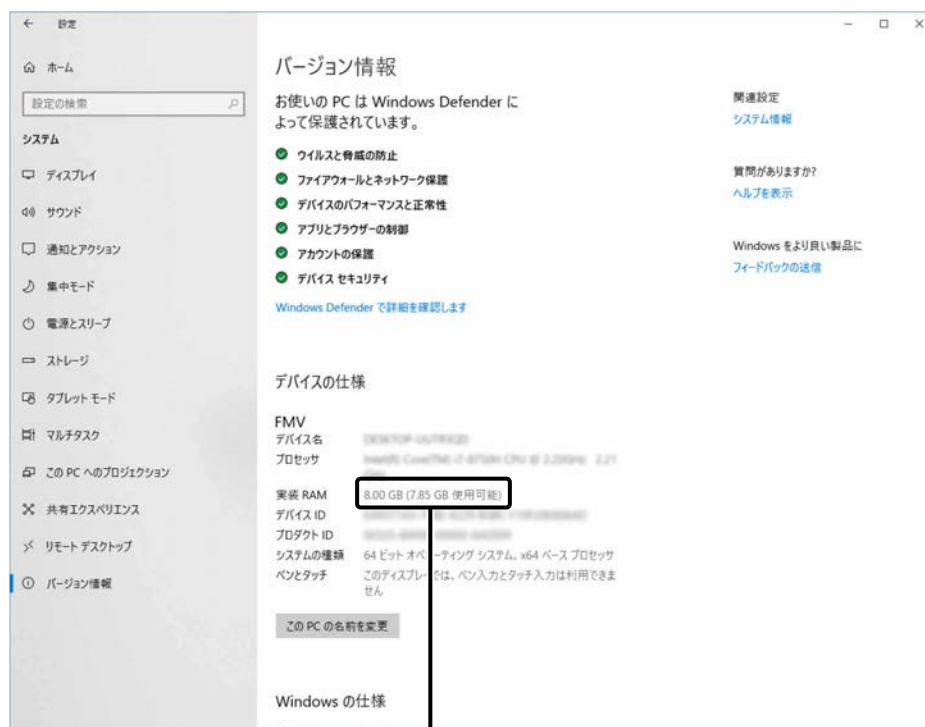 設定
ホーム
設定の検索
システム
ディスプレイ
サウンド
通知とアクション
集中モード
電源とスリープ
ストレージ
タブレット モード
マルチタスク
この PC へのプロジェクション
共有エクスペリエンス
リモート デスクトップ
バージョン情報
バージョン情報
お使いの PC は Windows Defender に
よって保護されています。
ウイルスと脅威の防止
ファイアウォールとネットワーク保護
デバイスのパフォーマンスと正常性
アプリとブラウザーの制御
アカウントの保護
デバイス セキュリティ
Windows Defender で詳細を確認します
デバイスの仕様
FMV
デバイス名
プロセッサ
実装 RAM 8.00 GB (7.85 GB 使用可能)
デバイス ID
プロダクト ID
システムの種類 64 ビット オペレーティング システム、x64 ベース プロセッサ
ペンとタッチ このディスプレイでは、ペン入力とタッチ入力は利用できま
せん
この PC の名前を変更
Windows の仕様
関連設定
システム情報
質問がありますか?
ヘルプを表示
Windows をより良い製品に
フィードバックの送信